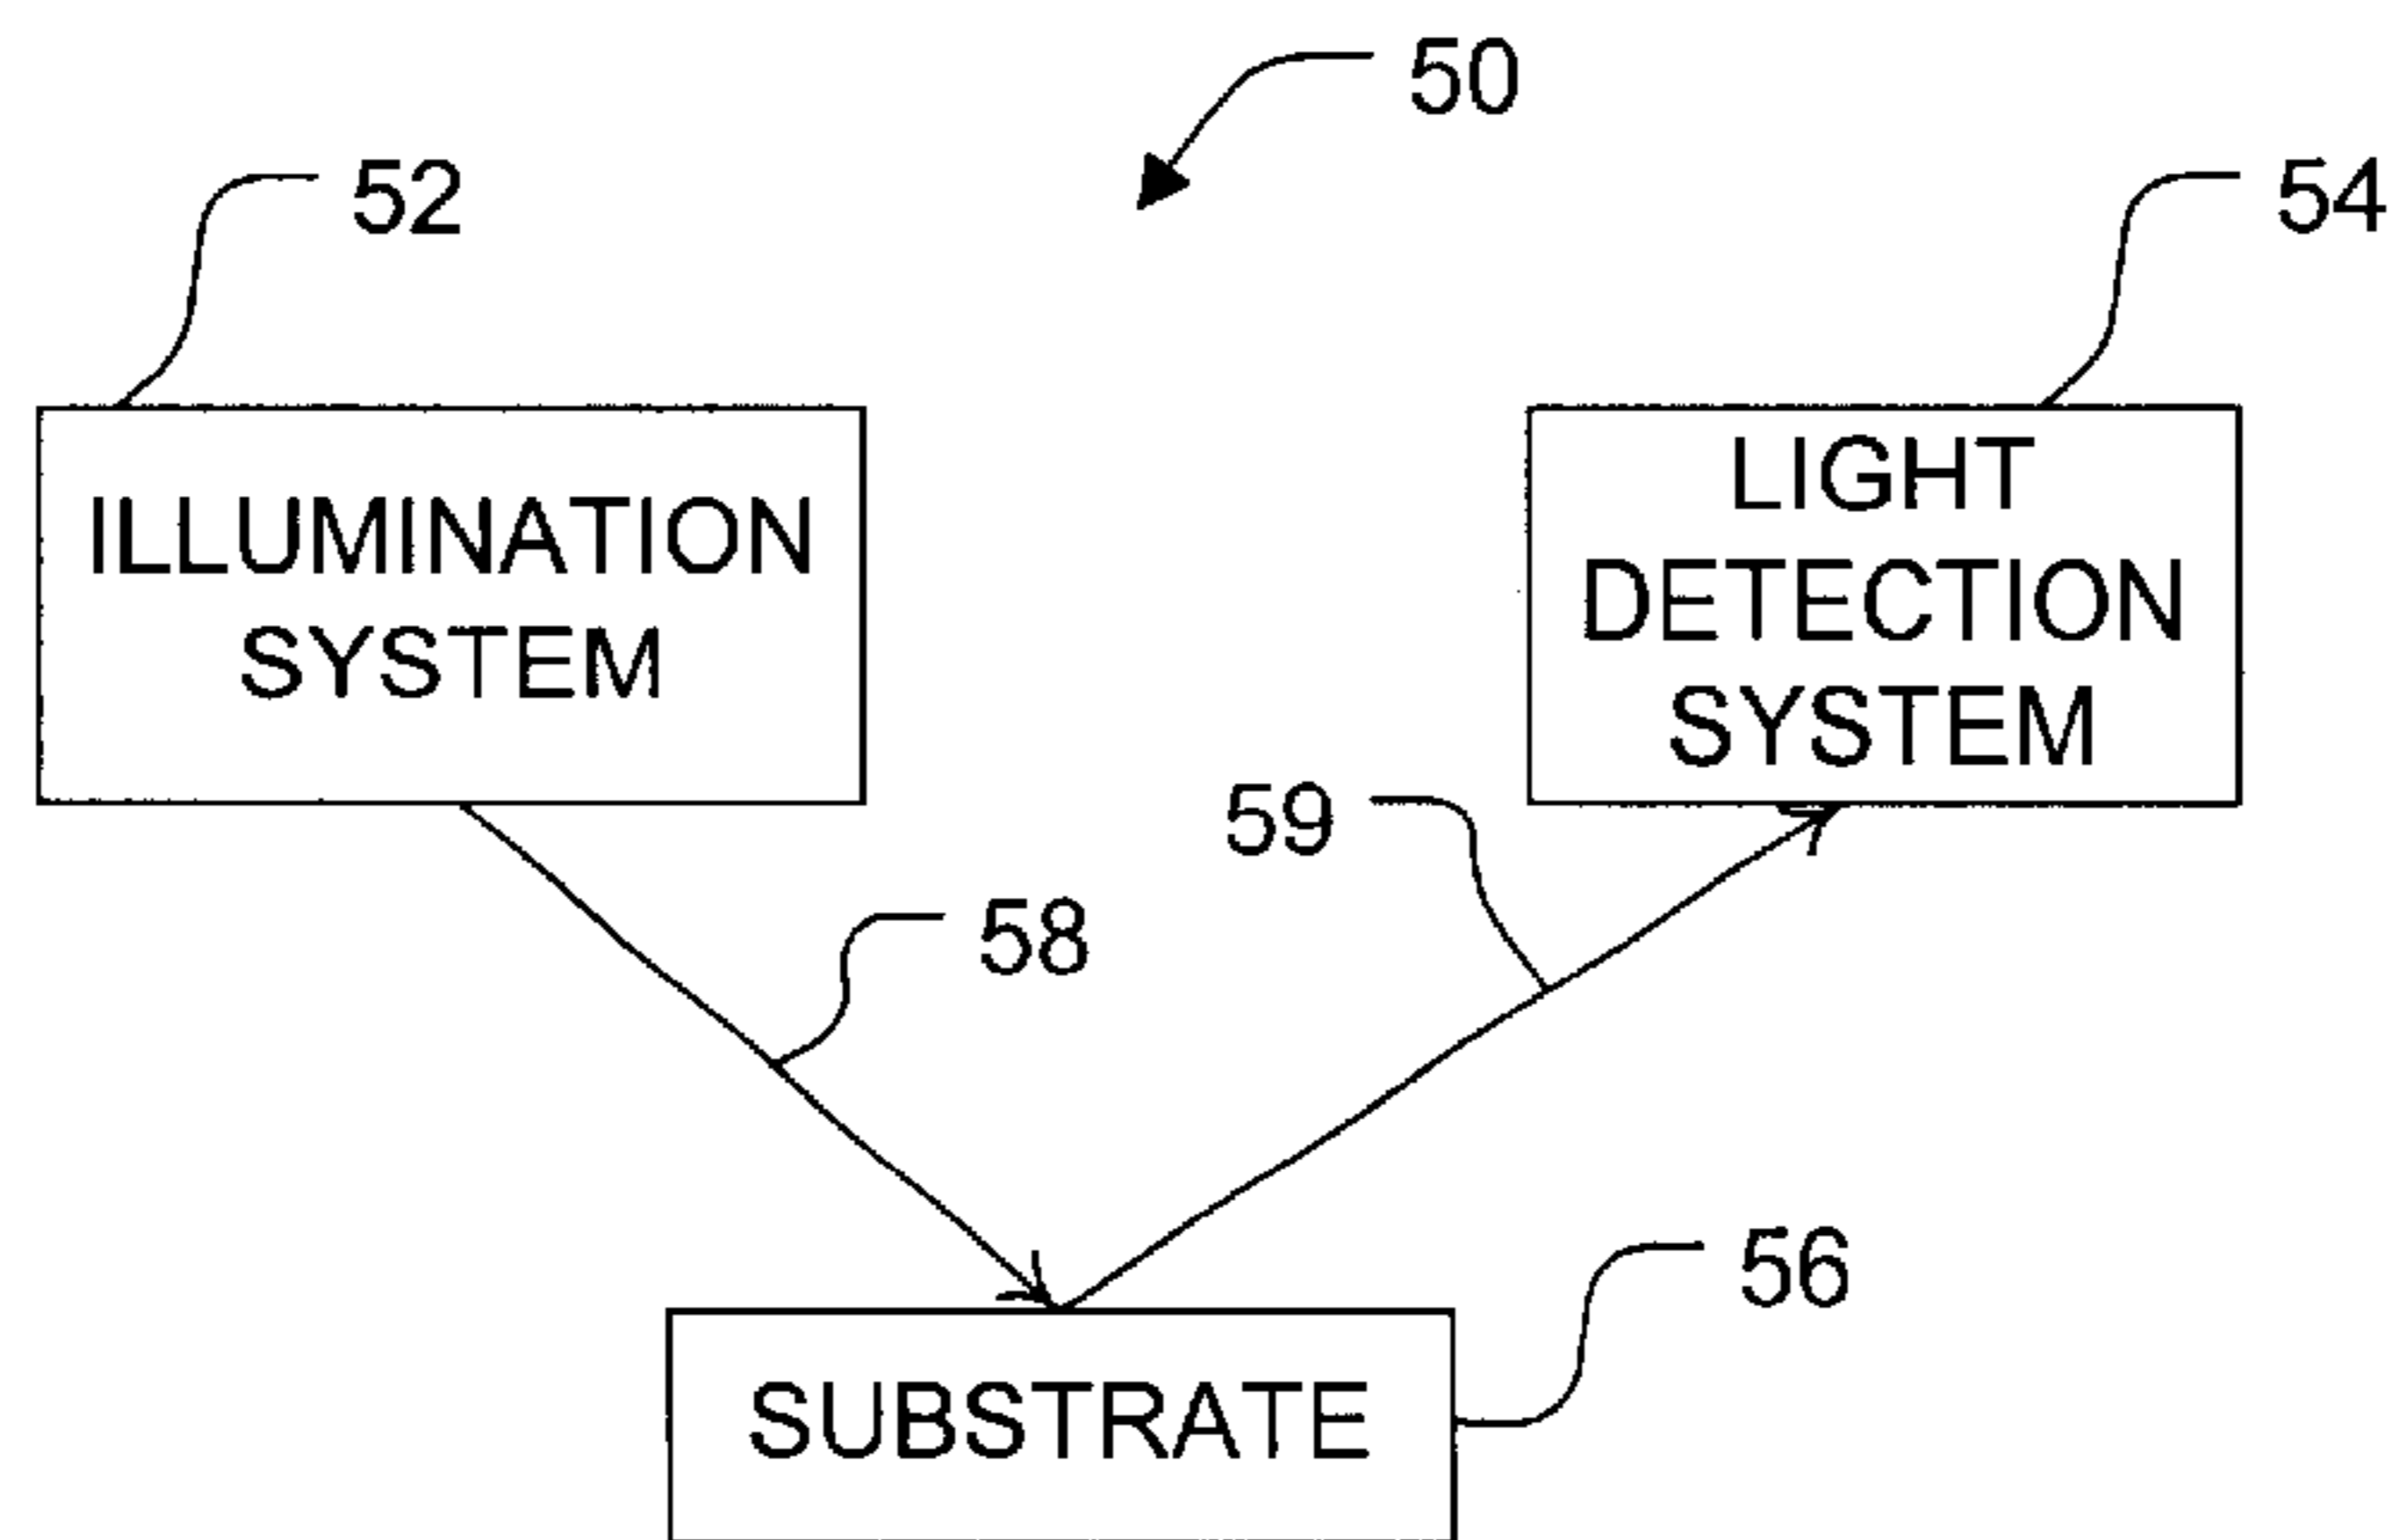 50
52
54
ILLUMINATION
SYSTEM
LIGHT
DETECTION
SYSTEM
59
58
56
SUBSTRATE